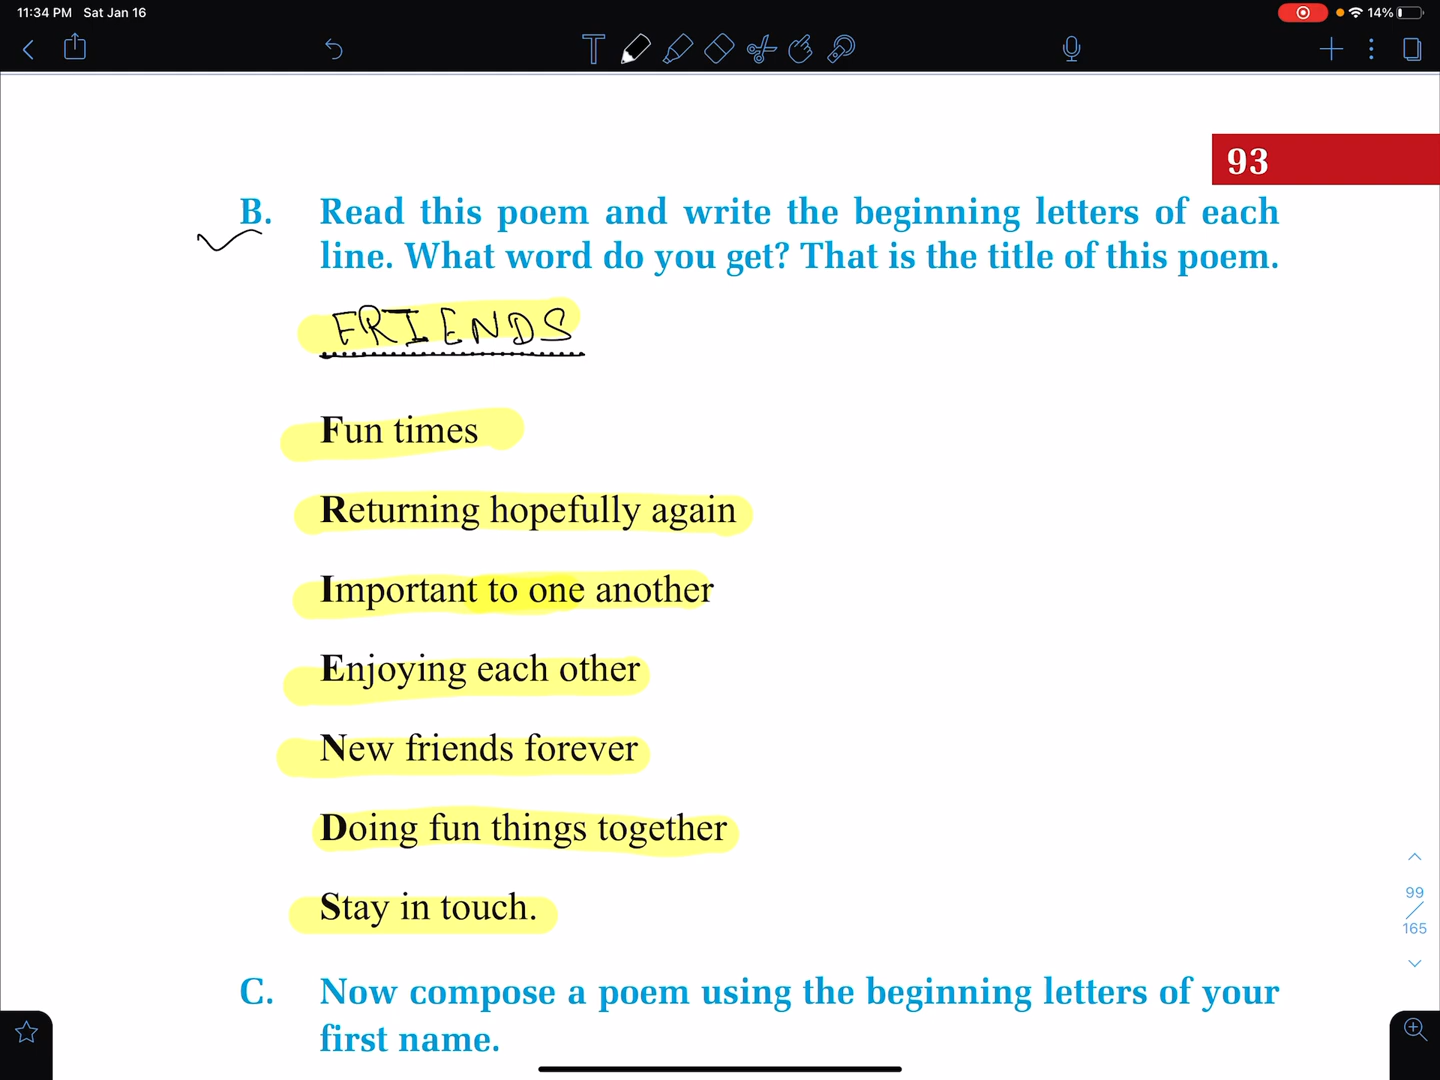 11:34 PM Sat Jan 16
14%
93
B. Read this poem and write the beginning letters of each
line. What word do you get? That is the title of this poem.
FRIENDS
Fun times
Returning hopefully again
Important to one another
Enjoying each other
New friends forever
Doing fun things together
Stay in touch.
99
165
C. Now compose a poem using the beginning letters of your
first name.